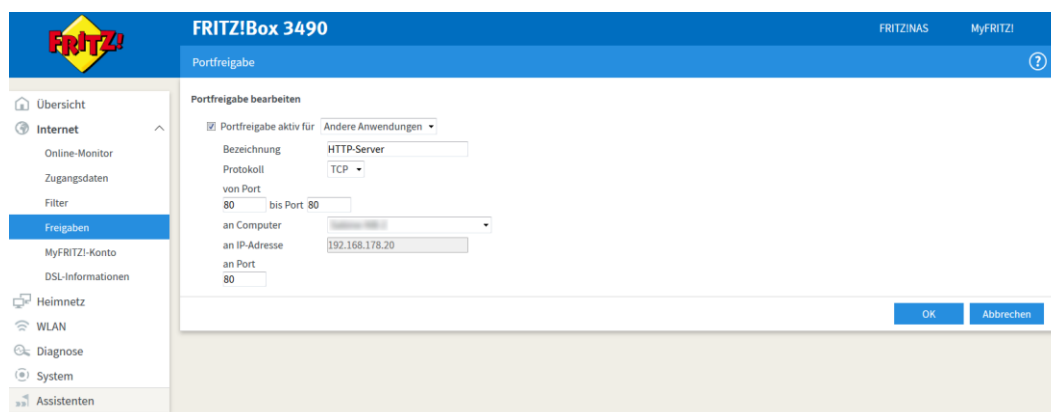 FRITZ!
FRITZ!Box 3490
FRITZ!NAS MyFRITZ!
Portfreigabe ?
Übersicht
Internet
Online-Monitor
Zugangsdaten
Filter
Freigaben
MyFRITZ!-Konto
DSL-Informationen
Heimnetz
WLAN
Diagnose
System
Assistenten
Portfreigabe bearbeiten
Portfreigabe aktiv für Andere Anwendungen
Bezeichnung HTTP-Server
Protokoll TCP
von Port
80 bis Port 80
an Computer
an IP-Adresse 192.168.178.20
an Port
80
OK Abbrechen